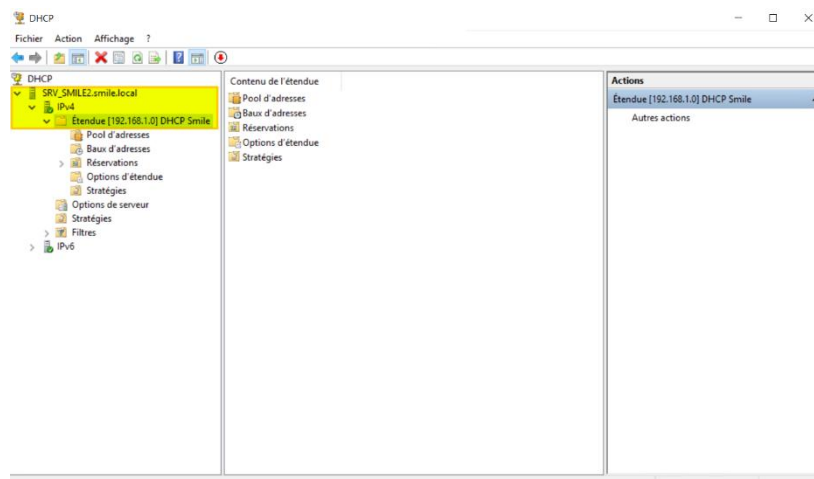 DHCP
Fichier Action Affichage ?
DHCP
SRV_SMILE2.smile.local
IPv4
Étendue [192.168.1.0] DHCP Smile
Pool d'adresses
Baux d'adresses
Réservations
Options d'étendue
Stratégies
Options de serveur
Stratégies
Filtres
IPv6
Contenu de l'étendue
Pool d'adresses
Baux d'adresses
Réservations
Options d'étendue
Stratégies
Actions
Étendue [192.168.1.0] DHCP Smile
Autres actions